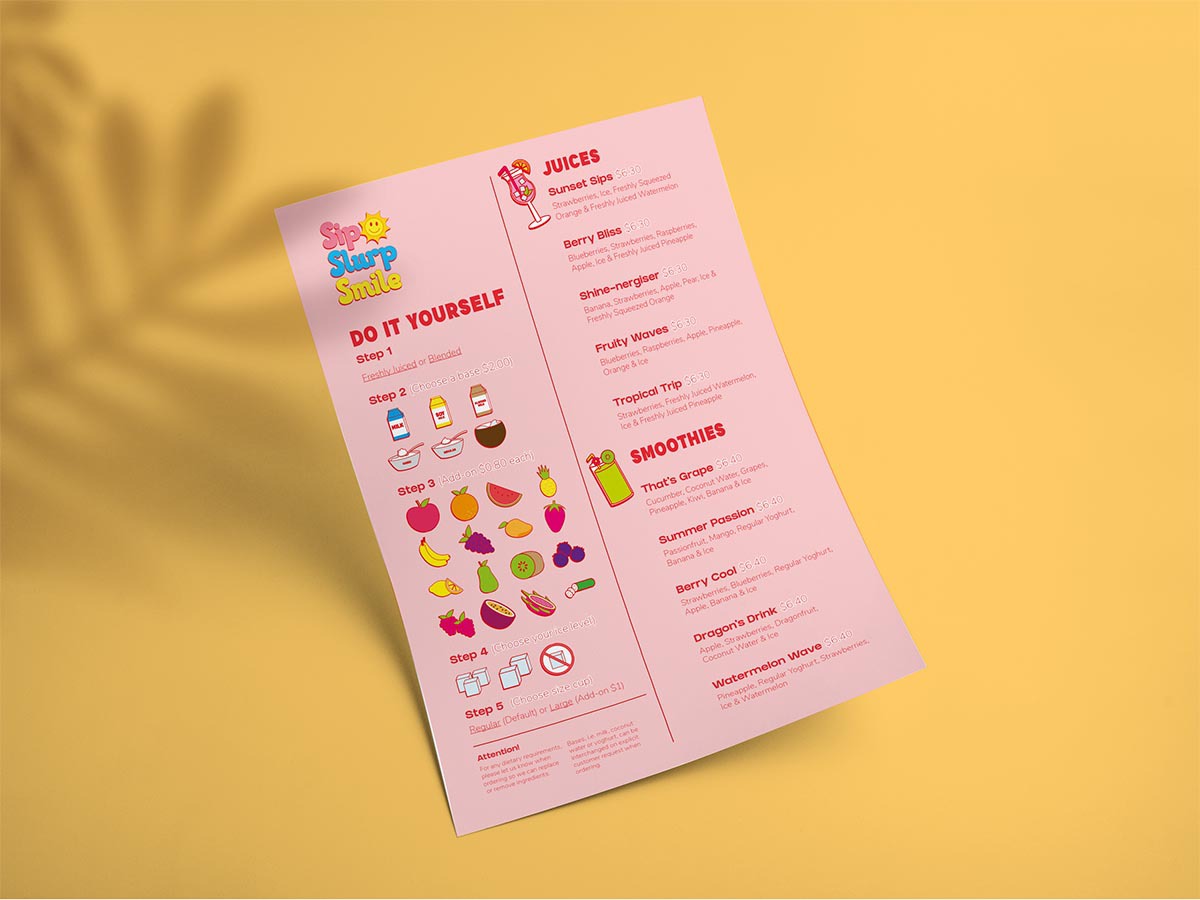 Sip
Slurp
Smile
DO IT YOURSELF
Step 1
Freshly Juiced or Blended
Step 2 (Choose a base $2.00)
MILK
SOY
MILK
MILK
Step 3 (Add-on $0.80 each)
Step 4 (Choose your ice level)
Step 5 (Choose size cup)
Regular (Default) or Large (Add-on $1)
Attention!
For any dietary requirements,
please let us know when
ordering so we can replace
or remove ingredients.
Bases, i.e. milk, coconut
water or yoghurt, can be
interchanged on explicit
customer request when
ordering.
JUICES
Sunset Sips $6.30
Strawberries, Ice, Freshly Squeezed
Orange & Freshly Juiced Watermelon
Berry Bliss $6.30
Blueberries, Strawberries, Raspberries,
Apple, Ice & Freshly Juiced Pineapple
Shine-nergiser $6.30
Banana, Strawberries, Apple, Pear, Ice &
Freshly Squeezed Orange
Fruity Waves $6.30
Blueberries, Raspberries, Apple, Pineapple,
Orange & Ice
Tropical Trip $6.30
Strawberries, Freshly Juiced Watermelon,
Ice & Freshly Juiced Pineapple
SMOOTHIES
That's Grape $6.40
Cucumber, Coconut Water, Grapes,
Pineapple, Kiwi, Banana & Ice
Summer Passion $6.40
Passionfruit, Mango, Regular Yoghurt,
Banana & Ice
Berry Cool $6.40
Strawberries, Blueberries, Regular Yoghurt,
Apple, Banana & Ice
Dragon's Drink $6.40
Apple, Strawberries, Dragonfruit,
Coconut Water & Ice
Watermelon Wave $6.40
Pineapple, Regular Yoghurt, Strawberries,
Ice & Watermelon